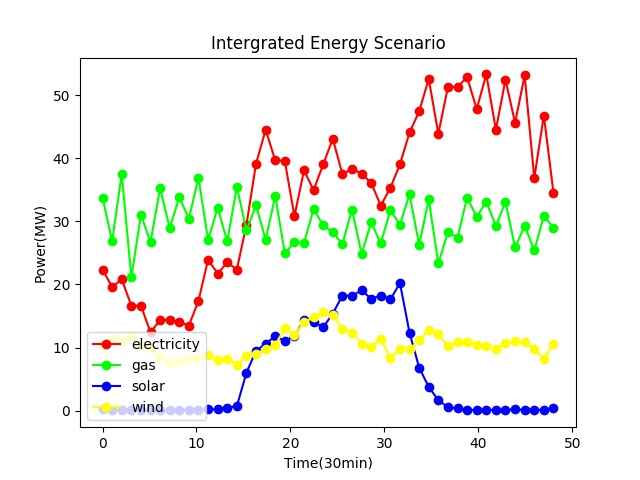 Intergrated Energy Scenario
Power(MW)
50
40
30
20
10
0
electricity
gas
solar
wind
0 10 20 30 40 50
Time(30min)